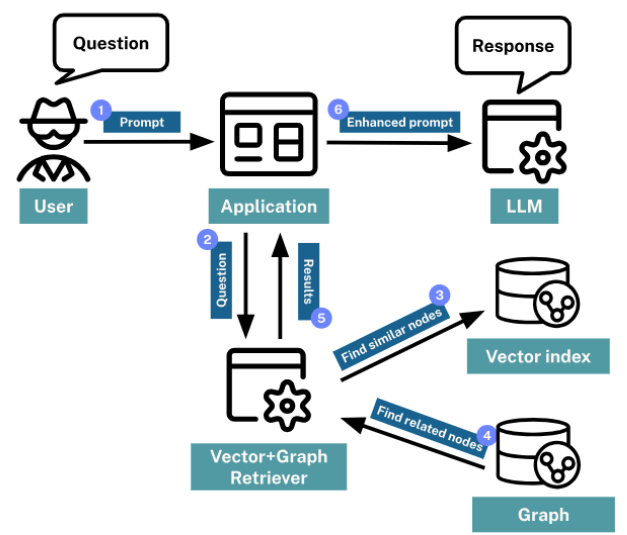 Question
Response
1
Prompt
6
Enhanced prompt
User
Application
LLM
2
Question
Results
5
3
Find similar nodes
Vector index
Find related nodes
4
Vector+Graph
Retriever
Graph